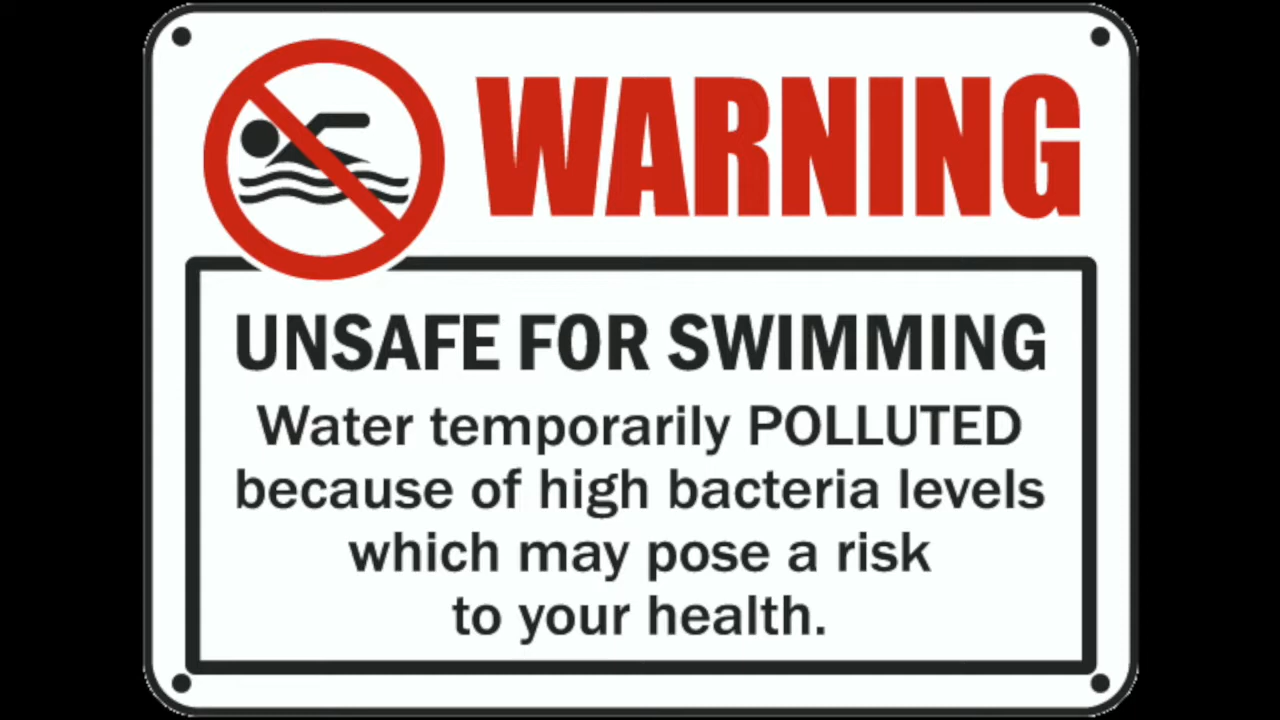 WARNING
UNSAFE FOR SWIMMING
Water temporarily POLLUTED
because of high bacteria levels
which may pose a risk
to your health.